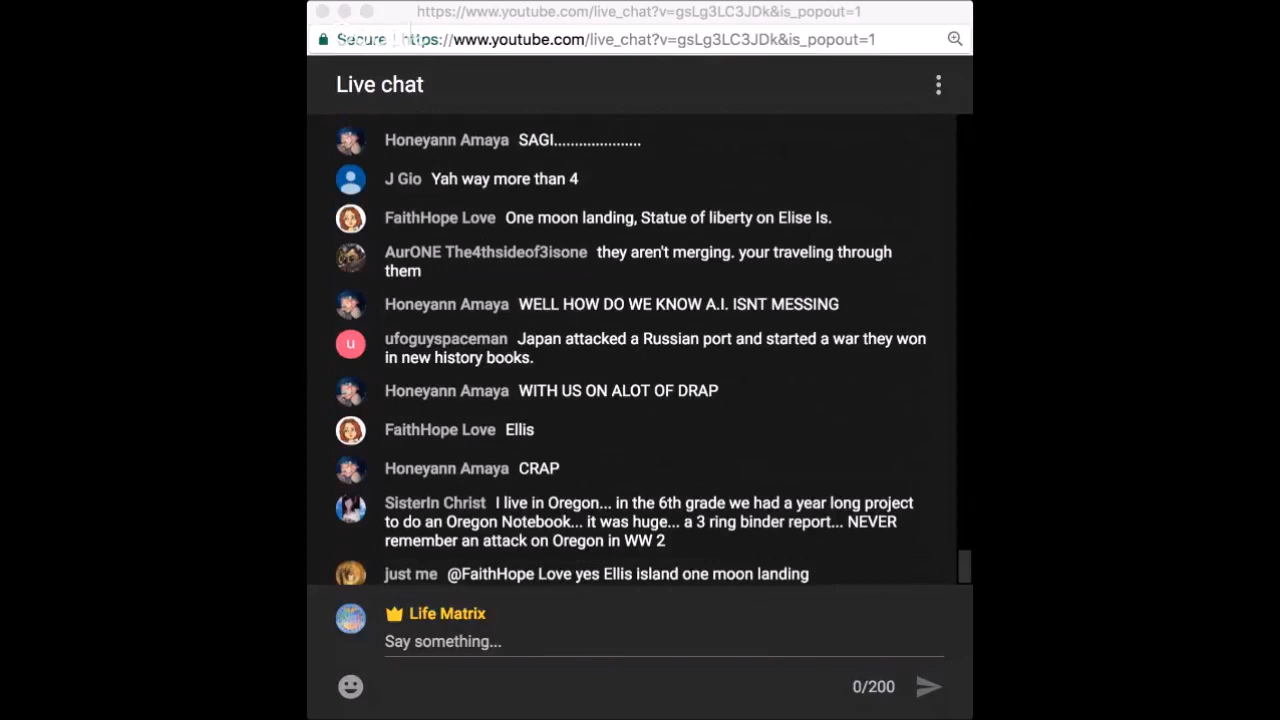 https://www.youtube.com/live_chat?v=gsLg3LC3JDk&is_popout=1
Secure https://www.youtube.com/live_chat?v=gsLg3LC3JDk&is_popout=1
Live chat
Honeyann Amaya SAGI.....................
J Gio Yah way more than 4
FaithHope Love One moon landing, Statue of liberty on Elise Is.
AurONE The4thsideof3isone they aren't merging. your traveling through
them
Honeyann Amaya WELL HOW DO WE KNOW A.I. ISNT MESSING
u ufoguyspaceman Japan attacked a Russian port and started a war they won
in new history books.
Honeyann Amaya WITH US ON ALOT OF DRAP
FaithHope Love Ellis
Honeyann Amaya CRAP
SisterIn Christ I live in Oregon... in the 6th grade we had a year long project
to do an Oregon Notebook... it was huge... a 3 ring binder report... NEVER
remember an attack on Oregon in WW 2
just me @FaithHope Love yes Ellis island one moon landing
Life Matrix
Say something...
0/200